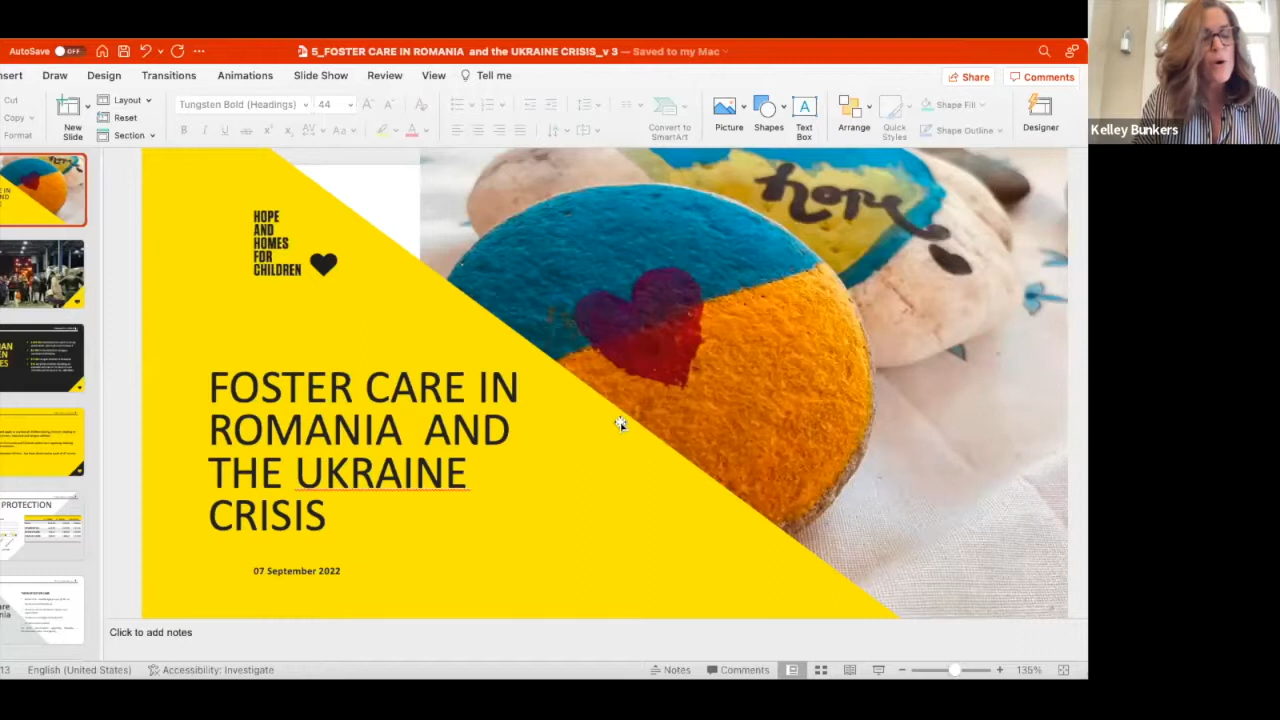 AutoSave OFF
5_FOSTER CARE IN ROMANIA and the UKRAINE CRISIS_v 3 — Saved to my Mac
nsert Draw Design Transitions Animations Slide Show Review View Tell me
Share Comments
Cut
Copy
Format
New Slide
Layout
Reset
Section
Tungsten Bold (Headings) 44
Convert to SmartArt
Picture
Shapes
Text Box
Arrange
Quick Styles
Shape Fill
Shape Outline
Designer
Kelley Bunkers
HOPE
AND
HOMES
FOR
CHILDREN
hope
FOSTER CARE IN
ROMANIA AND
THE UKRAINE
CRISIS
07 September 2022
PROTECTION
Click to add notes
13 English (United States) Accessibility: Investigate
Notes Comments 135%